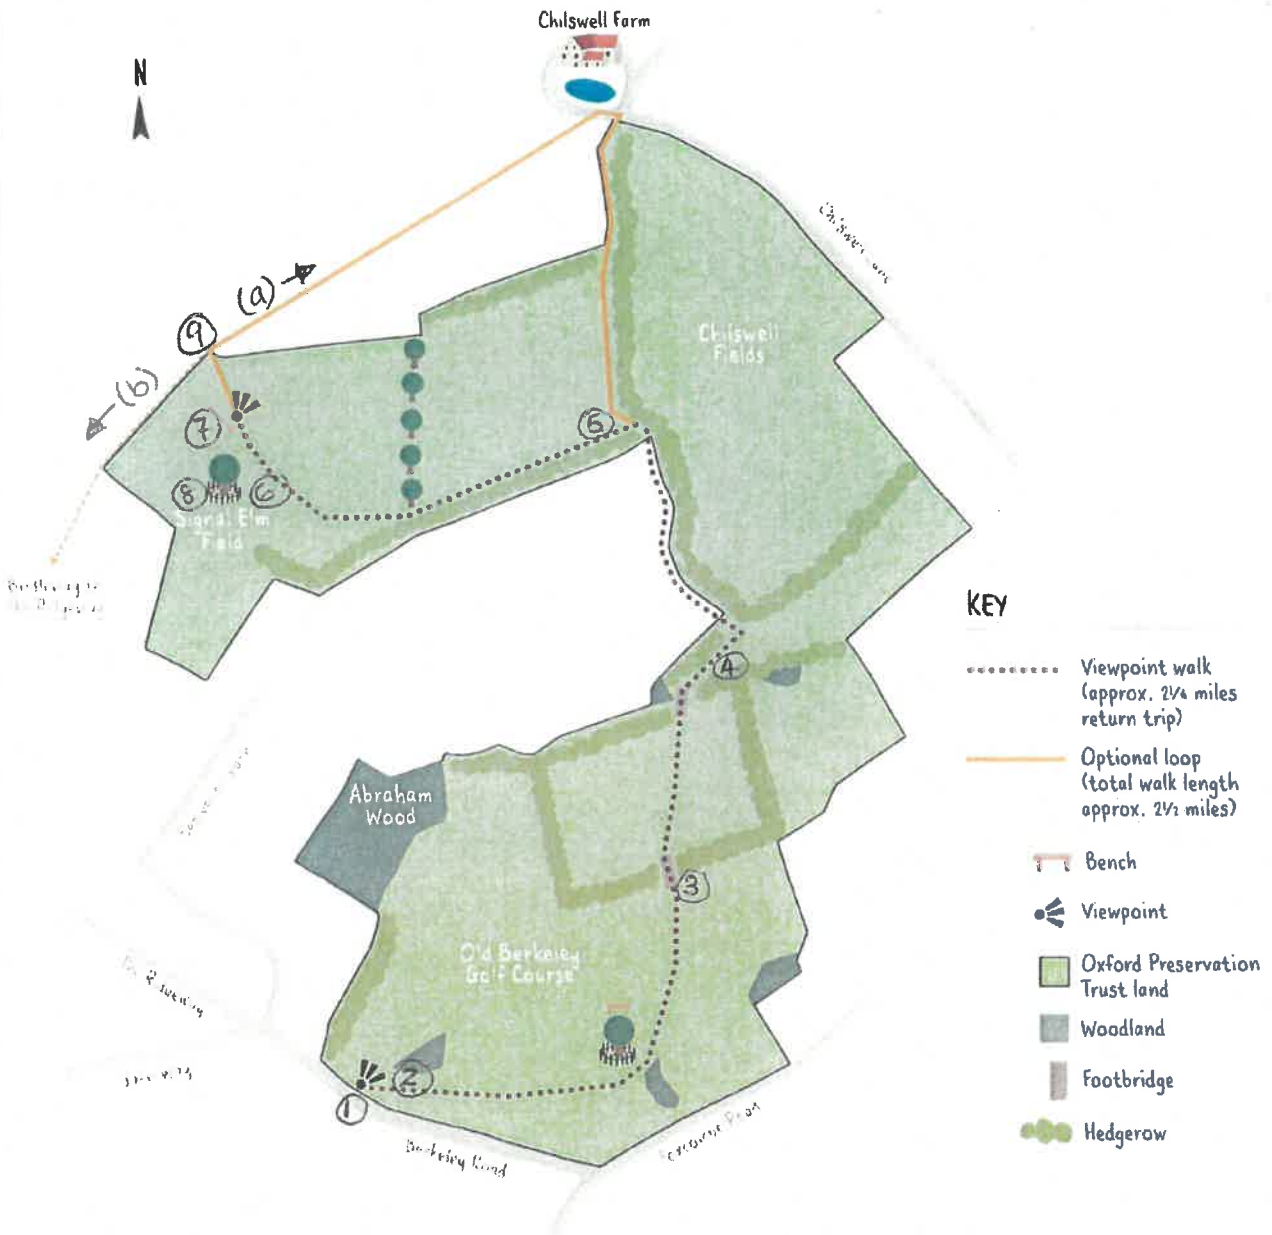 Chilswell Farm
N
(a)
9
(b)
Chilswell
Fields
5
7
8
6
Signal Elm
Field
KEY
Viewpoint walk
(approx. 2¼ miles
return trip)
4
Optional loop
(total walk length
approx. 2½ miles)
Abraham
Wood
Bench
3
Viewpoint
Old Berkeley
Golf Course
Oxford Preservation
Trust land
Woodland
2
Footbridge
1
Hedgerow
Berkeley Road